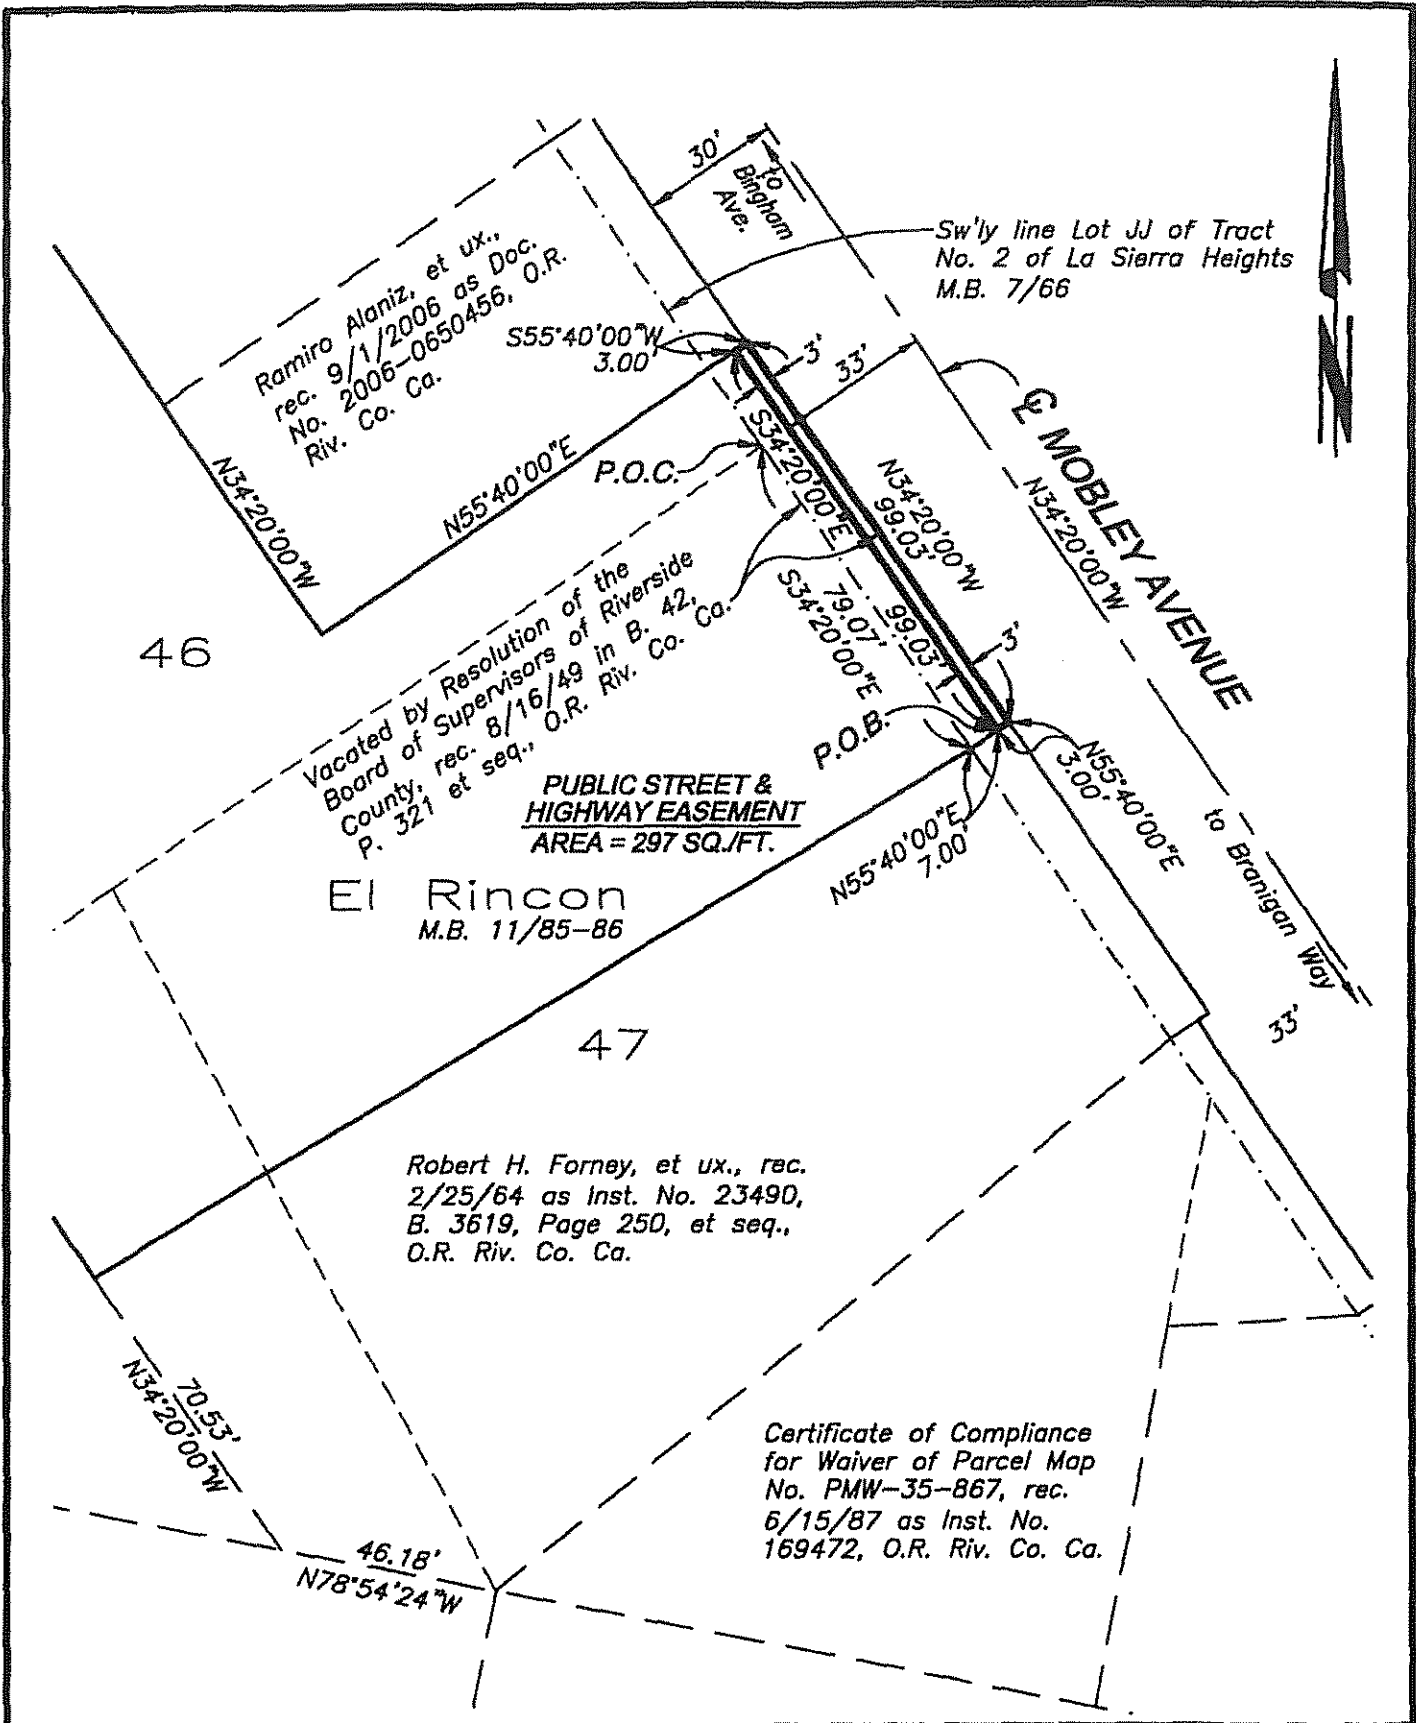 30'
to
Bingham
Ave.
Sw'ly line Lot JJ of Tract
No. 2 of La Sierra Heights
M.B. 7/66
Ramiro Alaniz, et ux.,
rec. 9/1/2006 as Doc.
No. 2006-0650456, O.R.
Riv. Co. Ca.
S55°40'00"W
3.00'
3'
33'
℄ MOBLEY AVENUE
N34°20'00"W
N34°20'00"W
N55°40'00"E
P.O.C.
S34°20'00"E
99.03'
N34°20'00"W
99.03'
79.07'
S34°20'00"E
3'
46
Vacated by Resolution of the
Board of Supervisors of Riverside
County, rec. 8/16/49 in B. 42,
P. 321 et seq., O.R. Riv. Co. Ca.
P.O.B.
N55°40'00"E
3.00'
N55°40'00"E
7.00'
PUBLIC STREET &
HIGHWAY EASEMENT
AREA = 297 SQ./FT.
to Branigan Way
El Rincon
M.B. 11/85-86
33'
47
Robert H. Forney, et ux., rec.
2/25/64 as Inst. No. 23490,
B. 3619, Page 250, et seq.,
O.R. Riv. Co. Ca.
70.53'
N34°20'00"W
Certificate of Compliance
for Waiver of Parcel Map
No. PMW-35-867, rec.
6/15/87 as Inst. No.
169472, O.R. Riv. Co. Ca.
46.18'
N78°54'24"W
N